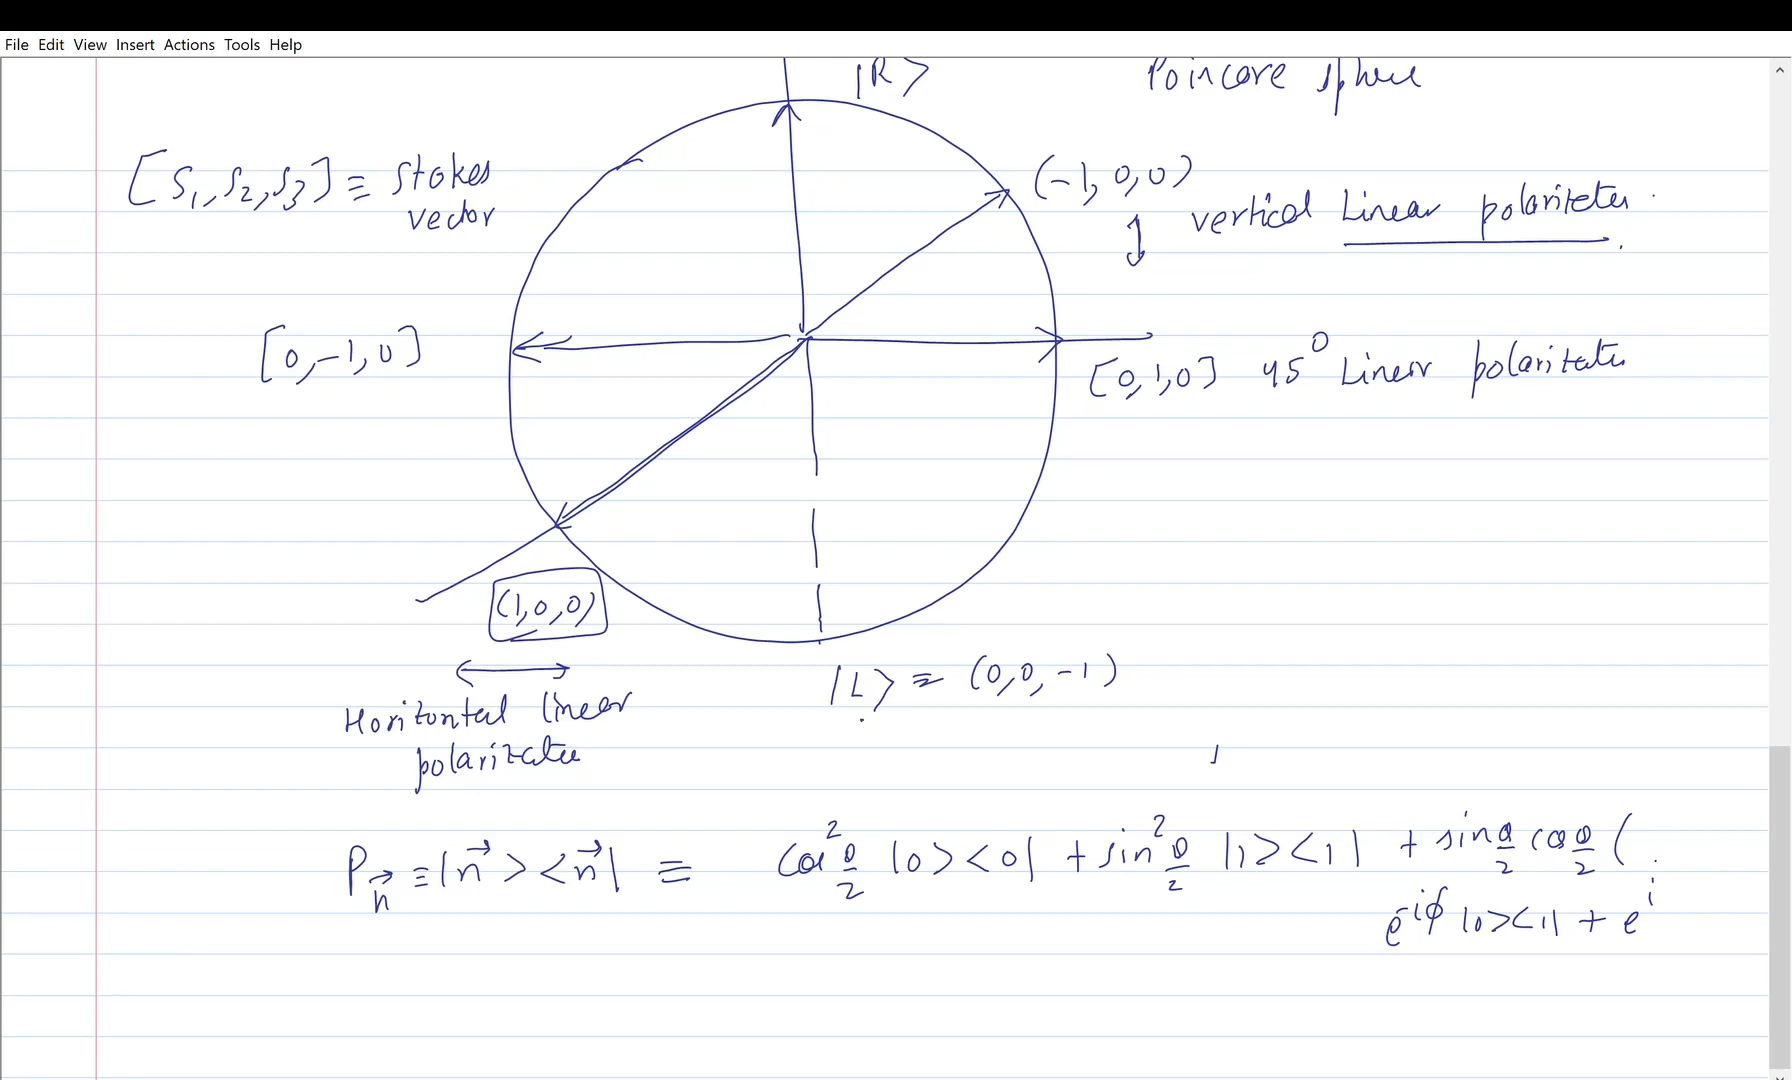 File Edit View Insert Actions Tools Help
|R> Poincare sphere
(-1, 0, 0)
[S1, S2, S3] ≡ Stokes
vector
↕ vertical Linear polarization.
[0, -1, 0]
[0, 1, 0] 45⁰ Linear polarization
(1, 0, 0)
|L> ≡ (0, 0, -1)
Horizontal linear
polarization
P_n⃗ ≡ |n⃗> <n⃗| ≡ cos² θ/2 |0> <0| + sin² θ/2 |1> <1| + sin θ/2 cos θ/2 (
e^-iϕ |0><1| + e^i